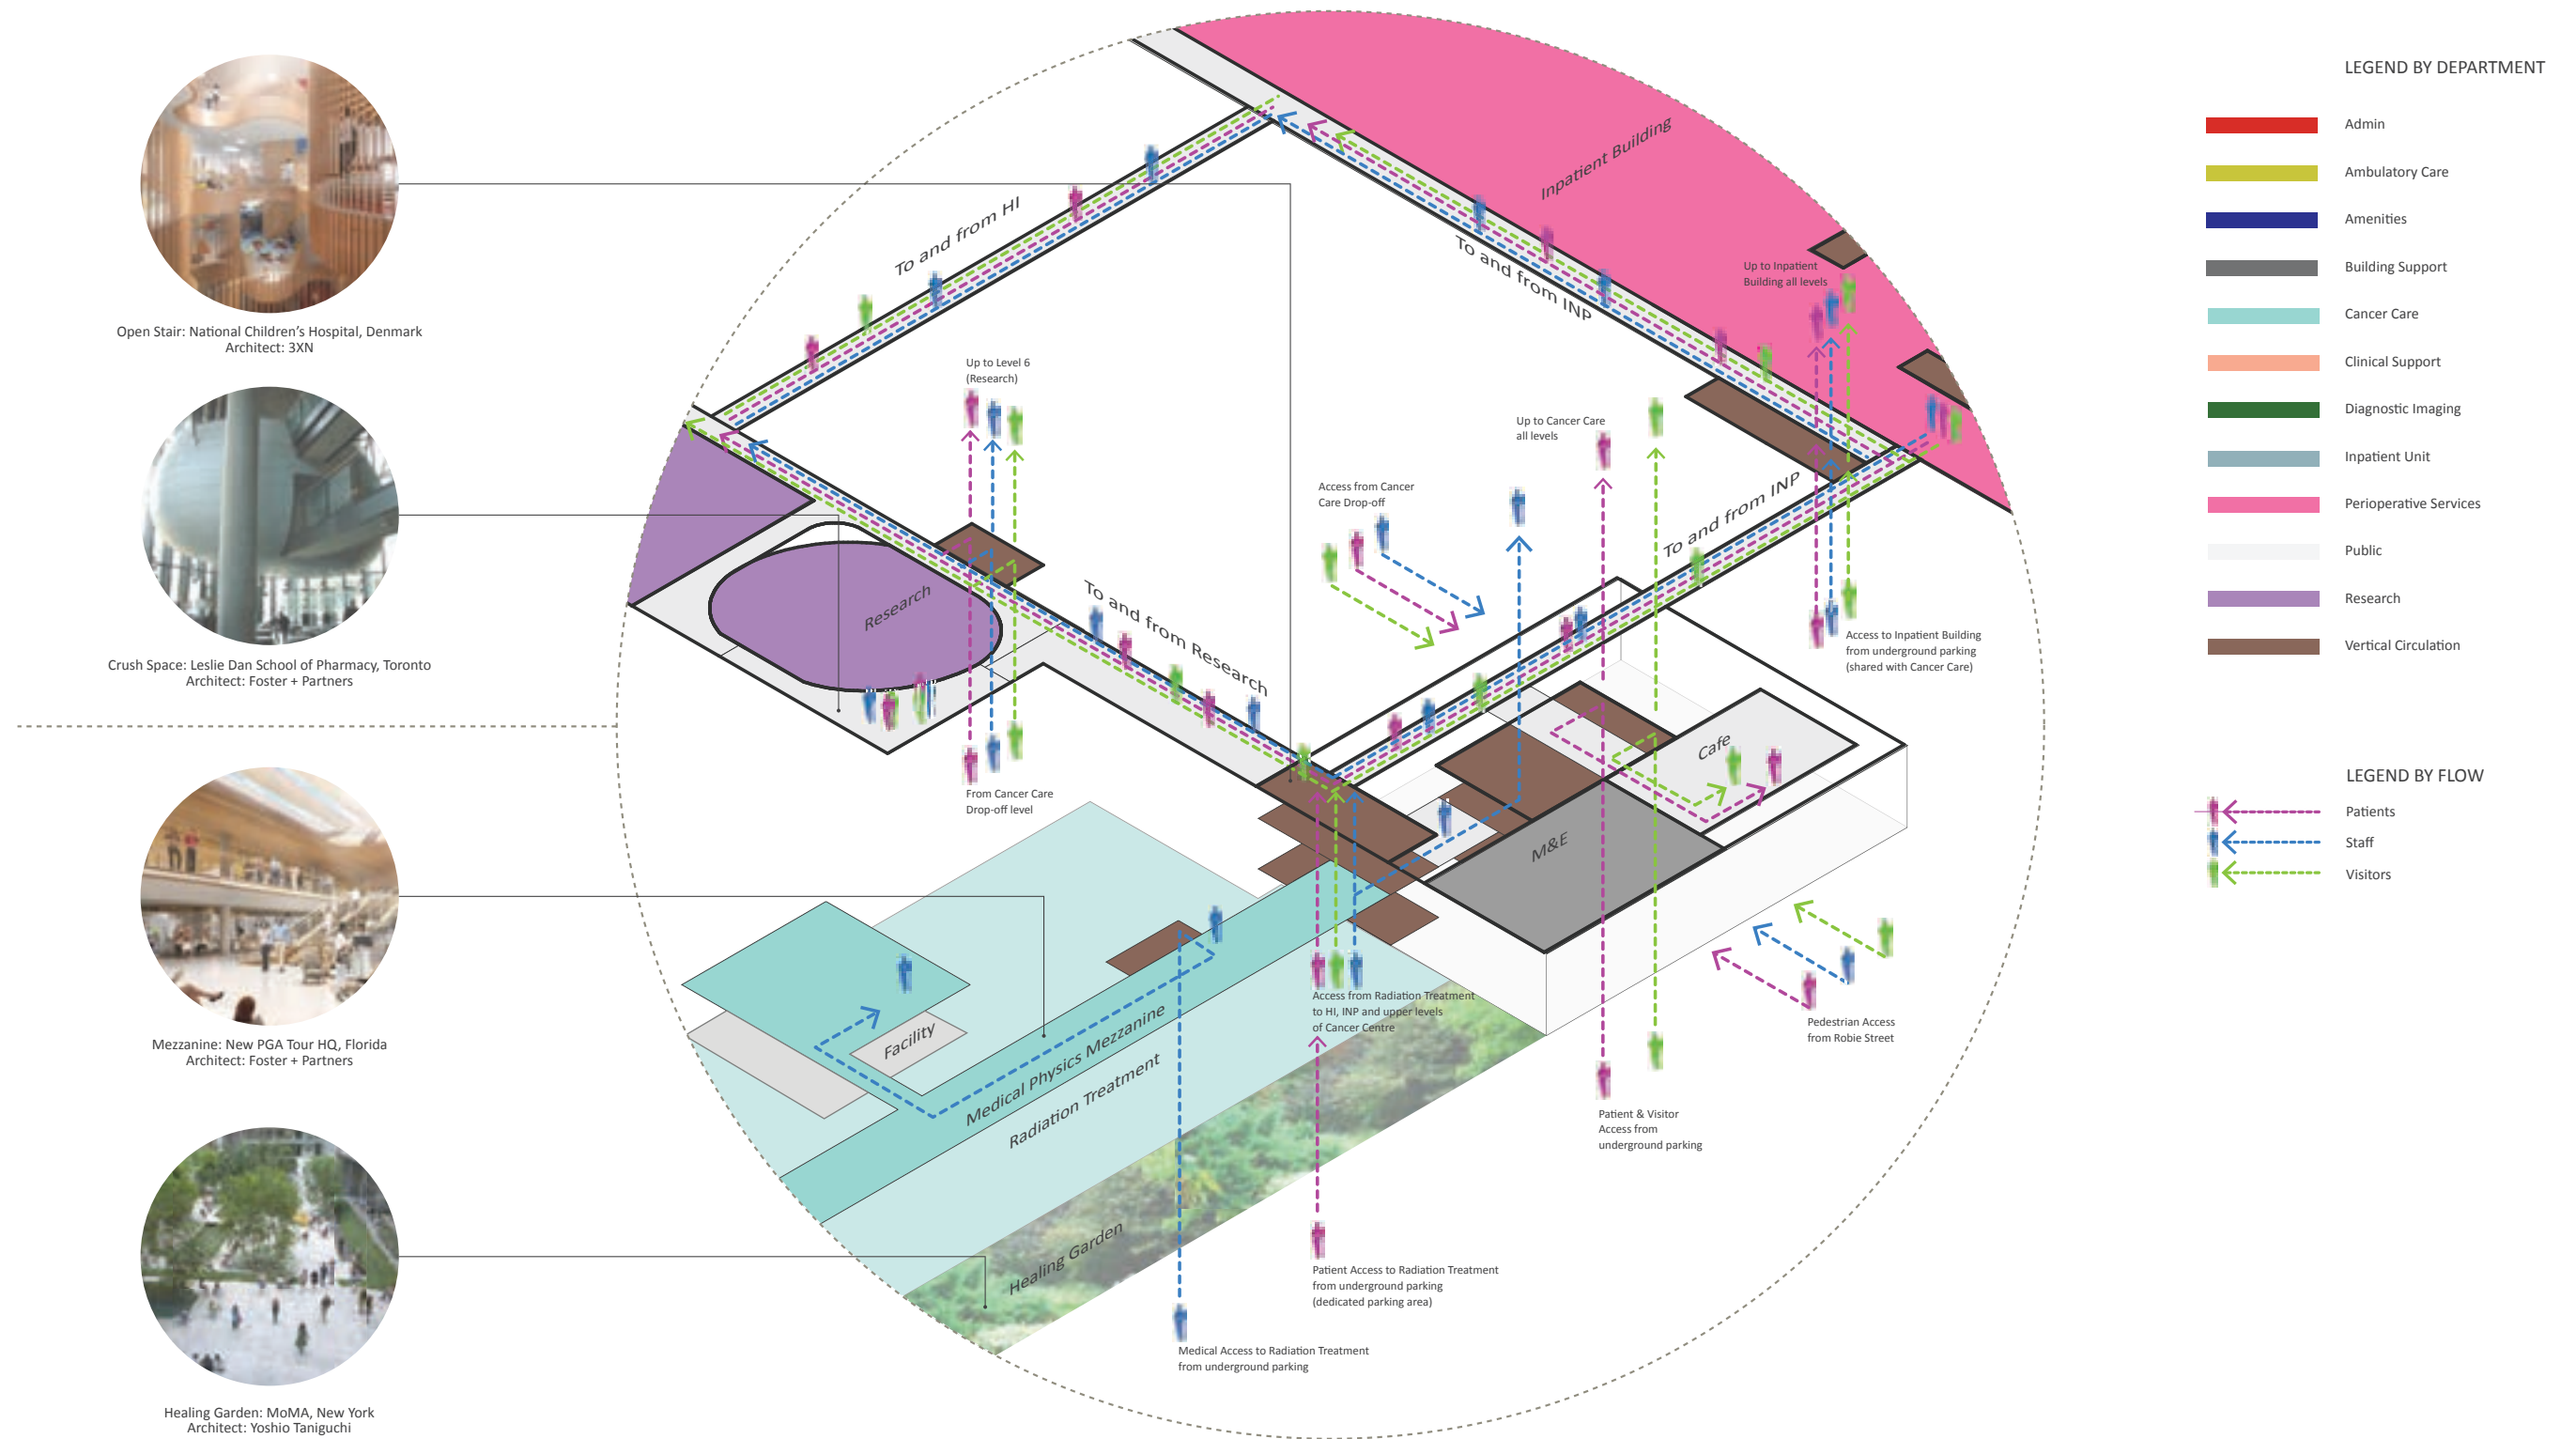 Open Stair: National Children's Hospital, Denmark
Architect: 3XN
Crush Space: Leslie Dan School of Pharmacy, Toronto
Architect: Foster + Partners
Mezzanine: New PGA Tour HQ, Florida
Architect: Foster + Partners
Healing Garden: MoMA, New York
Architect: Yoshio Taniguchi
Inpatient Building
To and from HI
To and from INP
Up to Inpatient
Building all levels
Up to Level 6
(Research)
Up to Cancer Care
all levels
Access from Cancer
Care Drop-off
To and from INP
Research
To and from Research
Access to Inpatient Building
from underground parking
(shared with Cancer Care)
Cafe
From Cancer Care
Drop-off level
M&E
Access from Radiation Treatment
to HI, INP and upper levels
of Cancer Centre
Pedestrian Access
from Robie Street
Facility
Medical Physics Mezzanine
Radiation Treatment
Patient & Visitor
Access from
underground parking
Healing Garden
Patient Access to Radiation Treatment
from underground parking
(dedicated parking area)
Medical Access to Radiation Treatment
from underground parking
LEGEND BY DEPARTMENT
Admin
Ambulatory Care
Amenities
Building Support
Cancer Care
Clinical Support
Diagnostic Imaging
Inpatient Unit
Perioperative Services
Public
Research
Vertical Circulation
LEGEND BY FLOW
Patients
Staff
Visitors